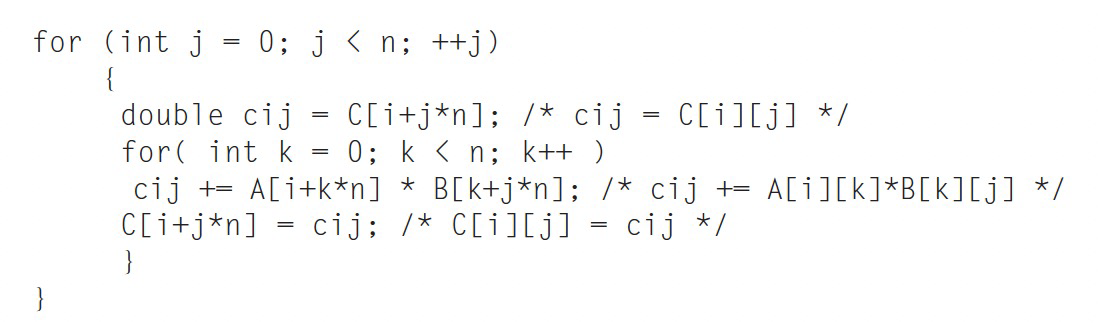 for (int j = 0; j < n; ++j)
{
double cij = C[i+j*n]; /* cij = C[i][j] */
for( int k = 0; k < n; k++ )
cij += A[i+k*n] * B[k+j*n]; /* cij += A[i][k]*B[k][j] */
C[i+j*n] = cij; /* C[i][j] = cij */
}
}